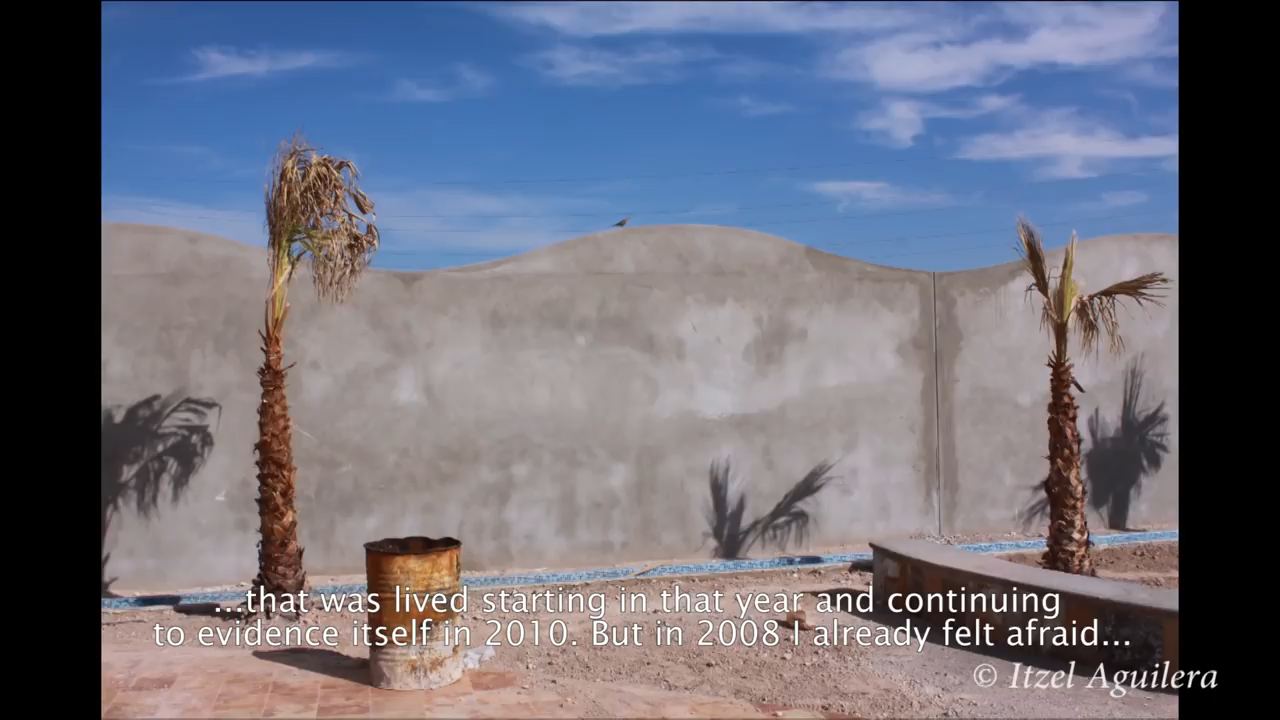 ...that was lived starting in that year and continuing
to evidence itself in 2010. But in 2008 I already felt afraid...
© Itzel Aguilera